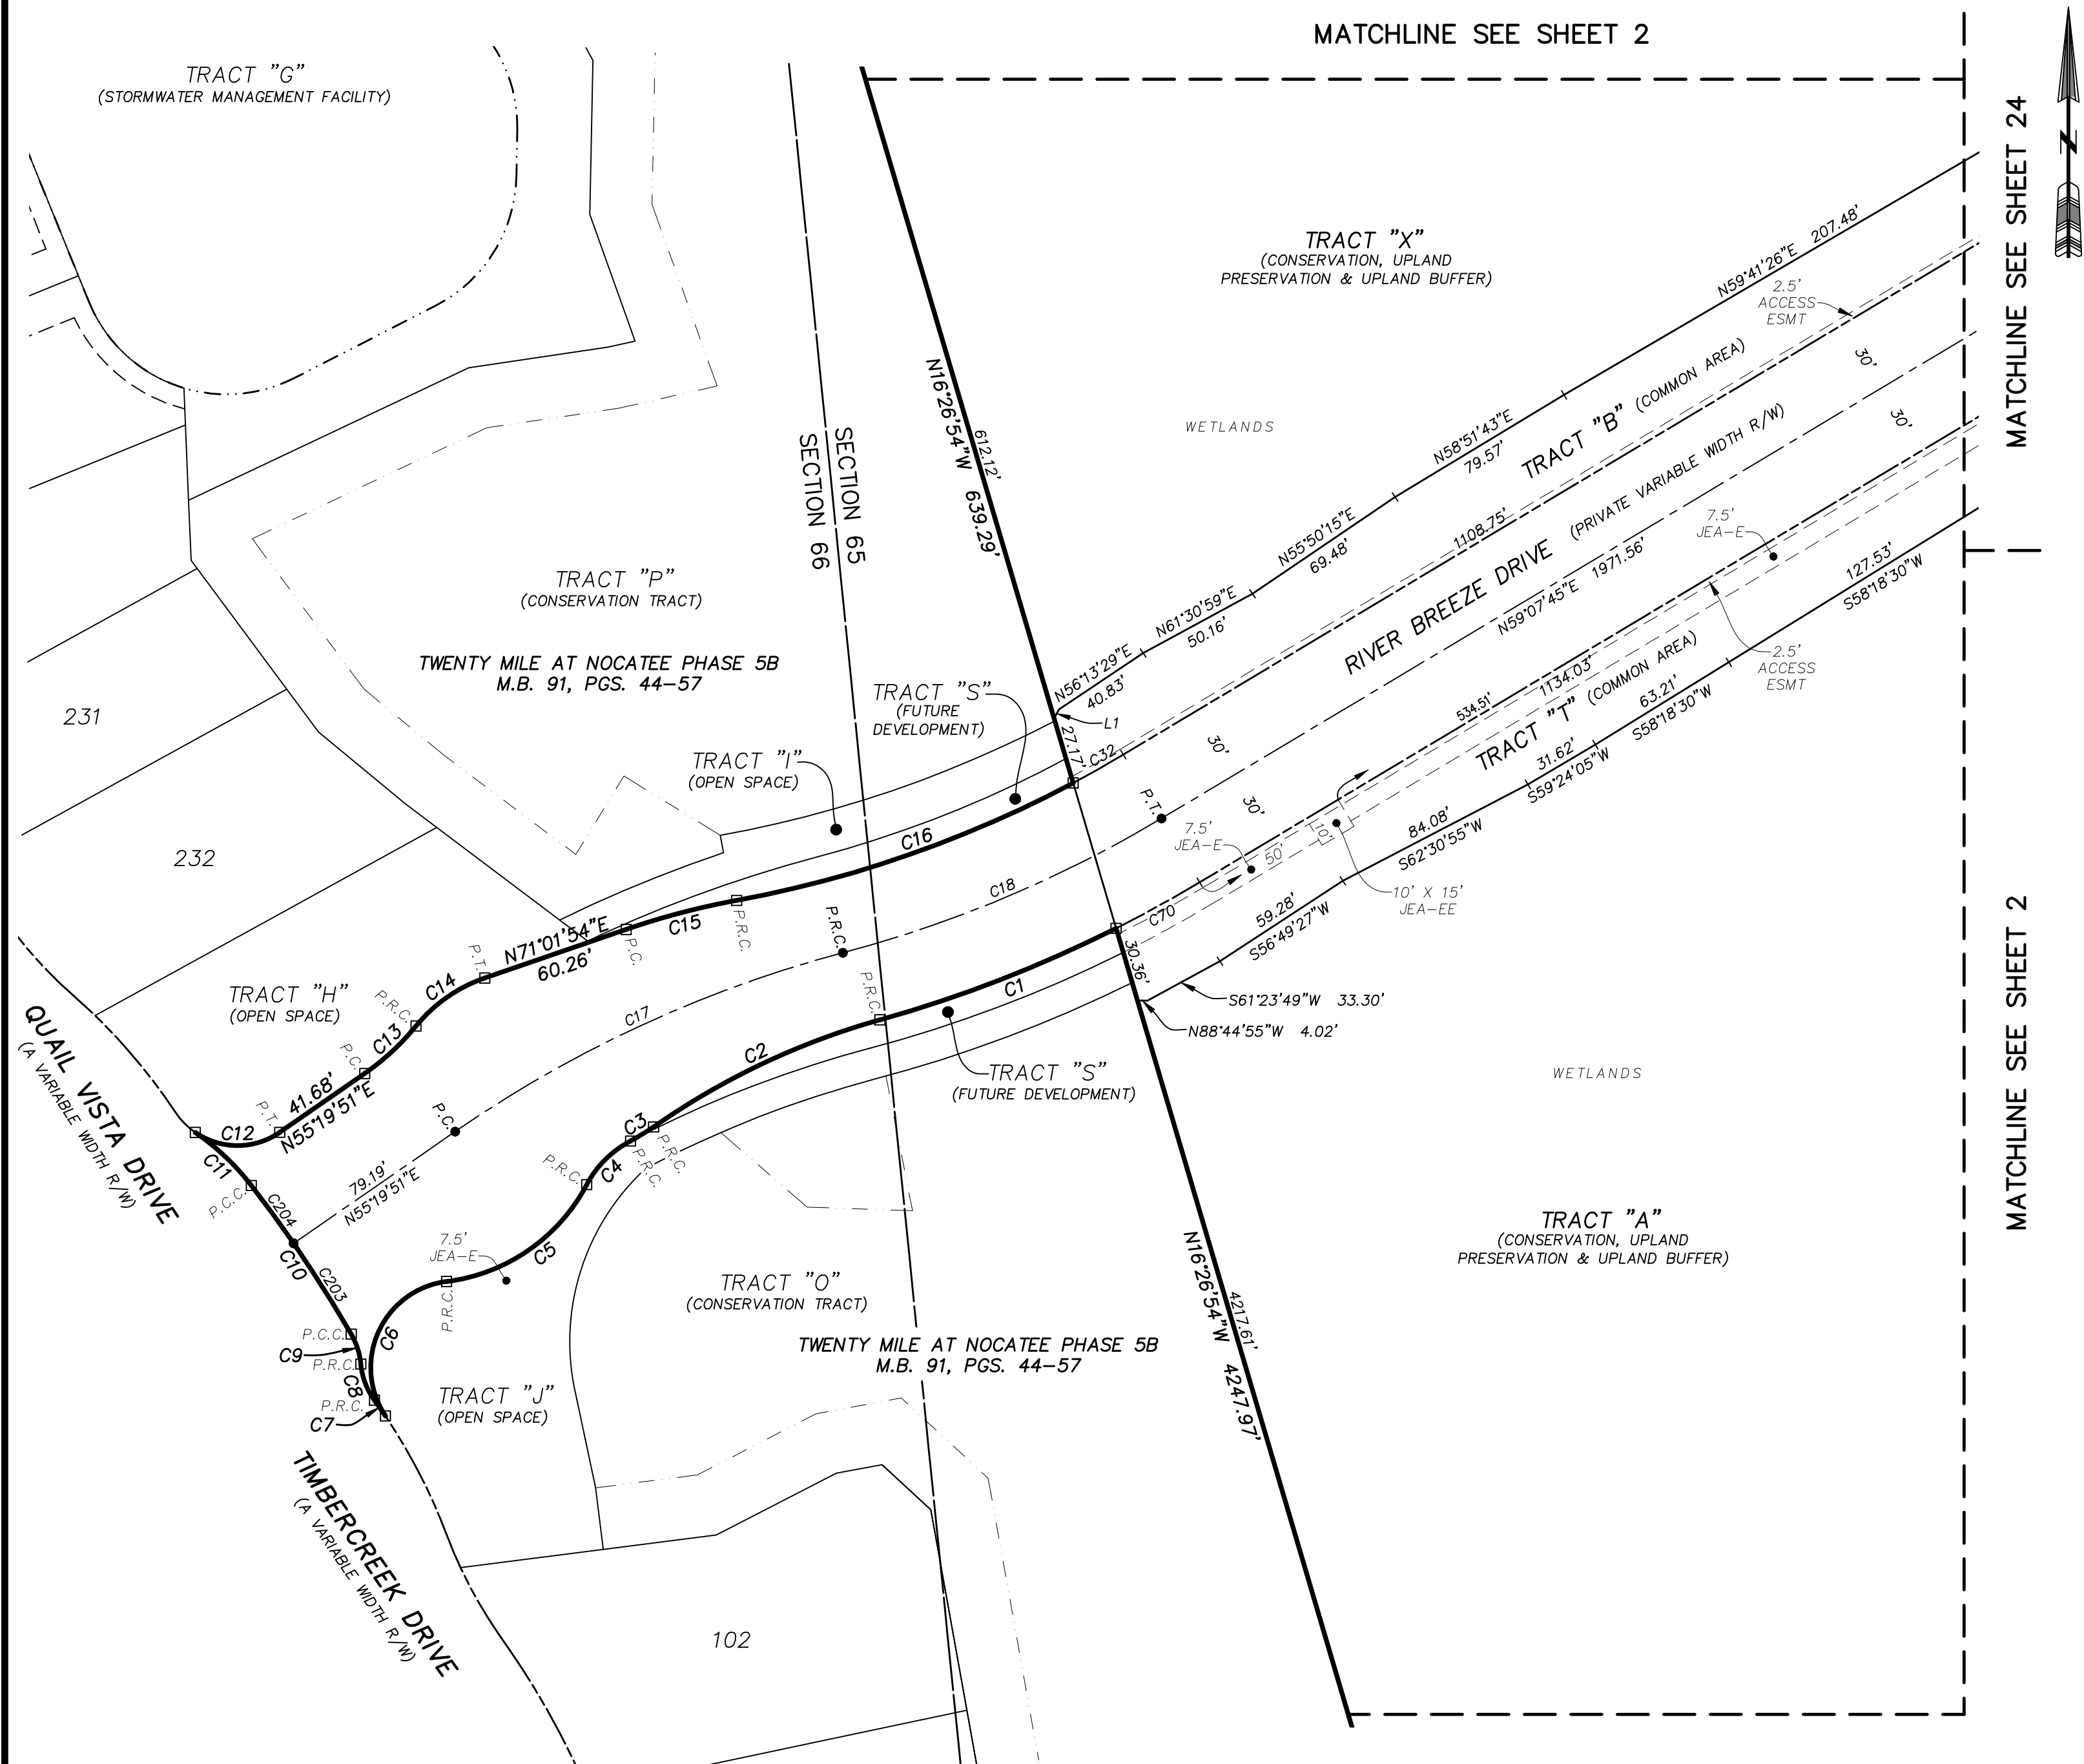 MATCHLINE SEE SHEET 2
TRACT "G"
(STORMWATER MANAGEMENT FACILITY)
MATCHLINE SEE SHEET 24
N
TRACT "X"
(CONSERVATION, UPLAND
PRESERVATION & UPLAND BUFFER)
N59°41'26"E 207.48'
2.5'
ACCESS
ESMT
WETLANDS
N16°26'54"W 639.29'
612.12'
SECTION 65
SECTION 66
N58°51'43"E
79.57'
TRACT "B" (COMMON AREA)
30'
30'
N55°50'15"E
69.48'
1108.75'
RIVER BREEZE DRIVE (PRIVATE VARIABLE WIDTH R/W)
N59°07'45"E 1971.56'
7.5'
JEA-E
127.53'
S58°18'30"W
TRACT "P"
(CONSERVATION TRACT)
TWENTY MILE AT NOCATEE PHASE 5B
M.B. 91, PGS. 44-57
N61°30'59"E
50.16'
N56°13'29"E
40.83'
L1
27.17'
C32
TRACT "S"
(FUTURE
DEVELOPMENT)
TRACT "I"
(OPEN SPACE)
2.5'
ACCESS
ESMT
534.51'
1134.03'
TRACT "T" (COMMON AREA)
63.21'
S58°18'30"W
31.62'
S59°24'05"W
84.08'
S62°30'55"W
30'
30'
P.T.
7.5'
JEA-E
50'
10'
10' X 15'
JEA-EE
231
232
C16
C18
C15
P.R.C.
P.C.
P.R.C.
P.R.C.
C70
30.36'
59.28'
S56°49'27"W
S61°23'49"W 33.30'
N88°44'55"W 4.02'
N71°01'54"E
60.26'
P.T.
C14
P.R.C.
C13
P.C.
TRACT "H"
(OPEN SPACE)
C17
C1
C2
TRACT "S"
(FUTURE DEVELOPMENT)
WETLANDS
QUAIL VISTA DRIVE
(A VARIABLE WIDTH R/W)
41.68'
N55°19'51"E
P.T.
C12
C11
P.C.C.
P.C.
79.19'
N55°19'51"E
C3
P.R.C.
P.R.C.
C4
P.R.C.
C204
C10
C203
7.5'
JEA-E
C5
P.R.C.
C6
P.C.C.
C9
P.R.C.
C8
P.R.C.
C7
TRACT "O"
(CONSERVATION TRACT)
TWENTY MILE AT NOCATEE PHASE 5B
M.B. 91, PGS. 44-57
TRACT "J"
(OPEN SPACE)
N16°26'54"W 4247.97'
4217.61'
TRACT "A"
(CONSERVATION, UPLAND
PRESERVATION & UPLAND BUFFER)
MATCHLINE SEE SHEET 2
TIMBERCREEK DRIVE
(A VARIABLE WIDTH R/W)
102